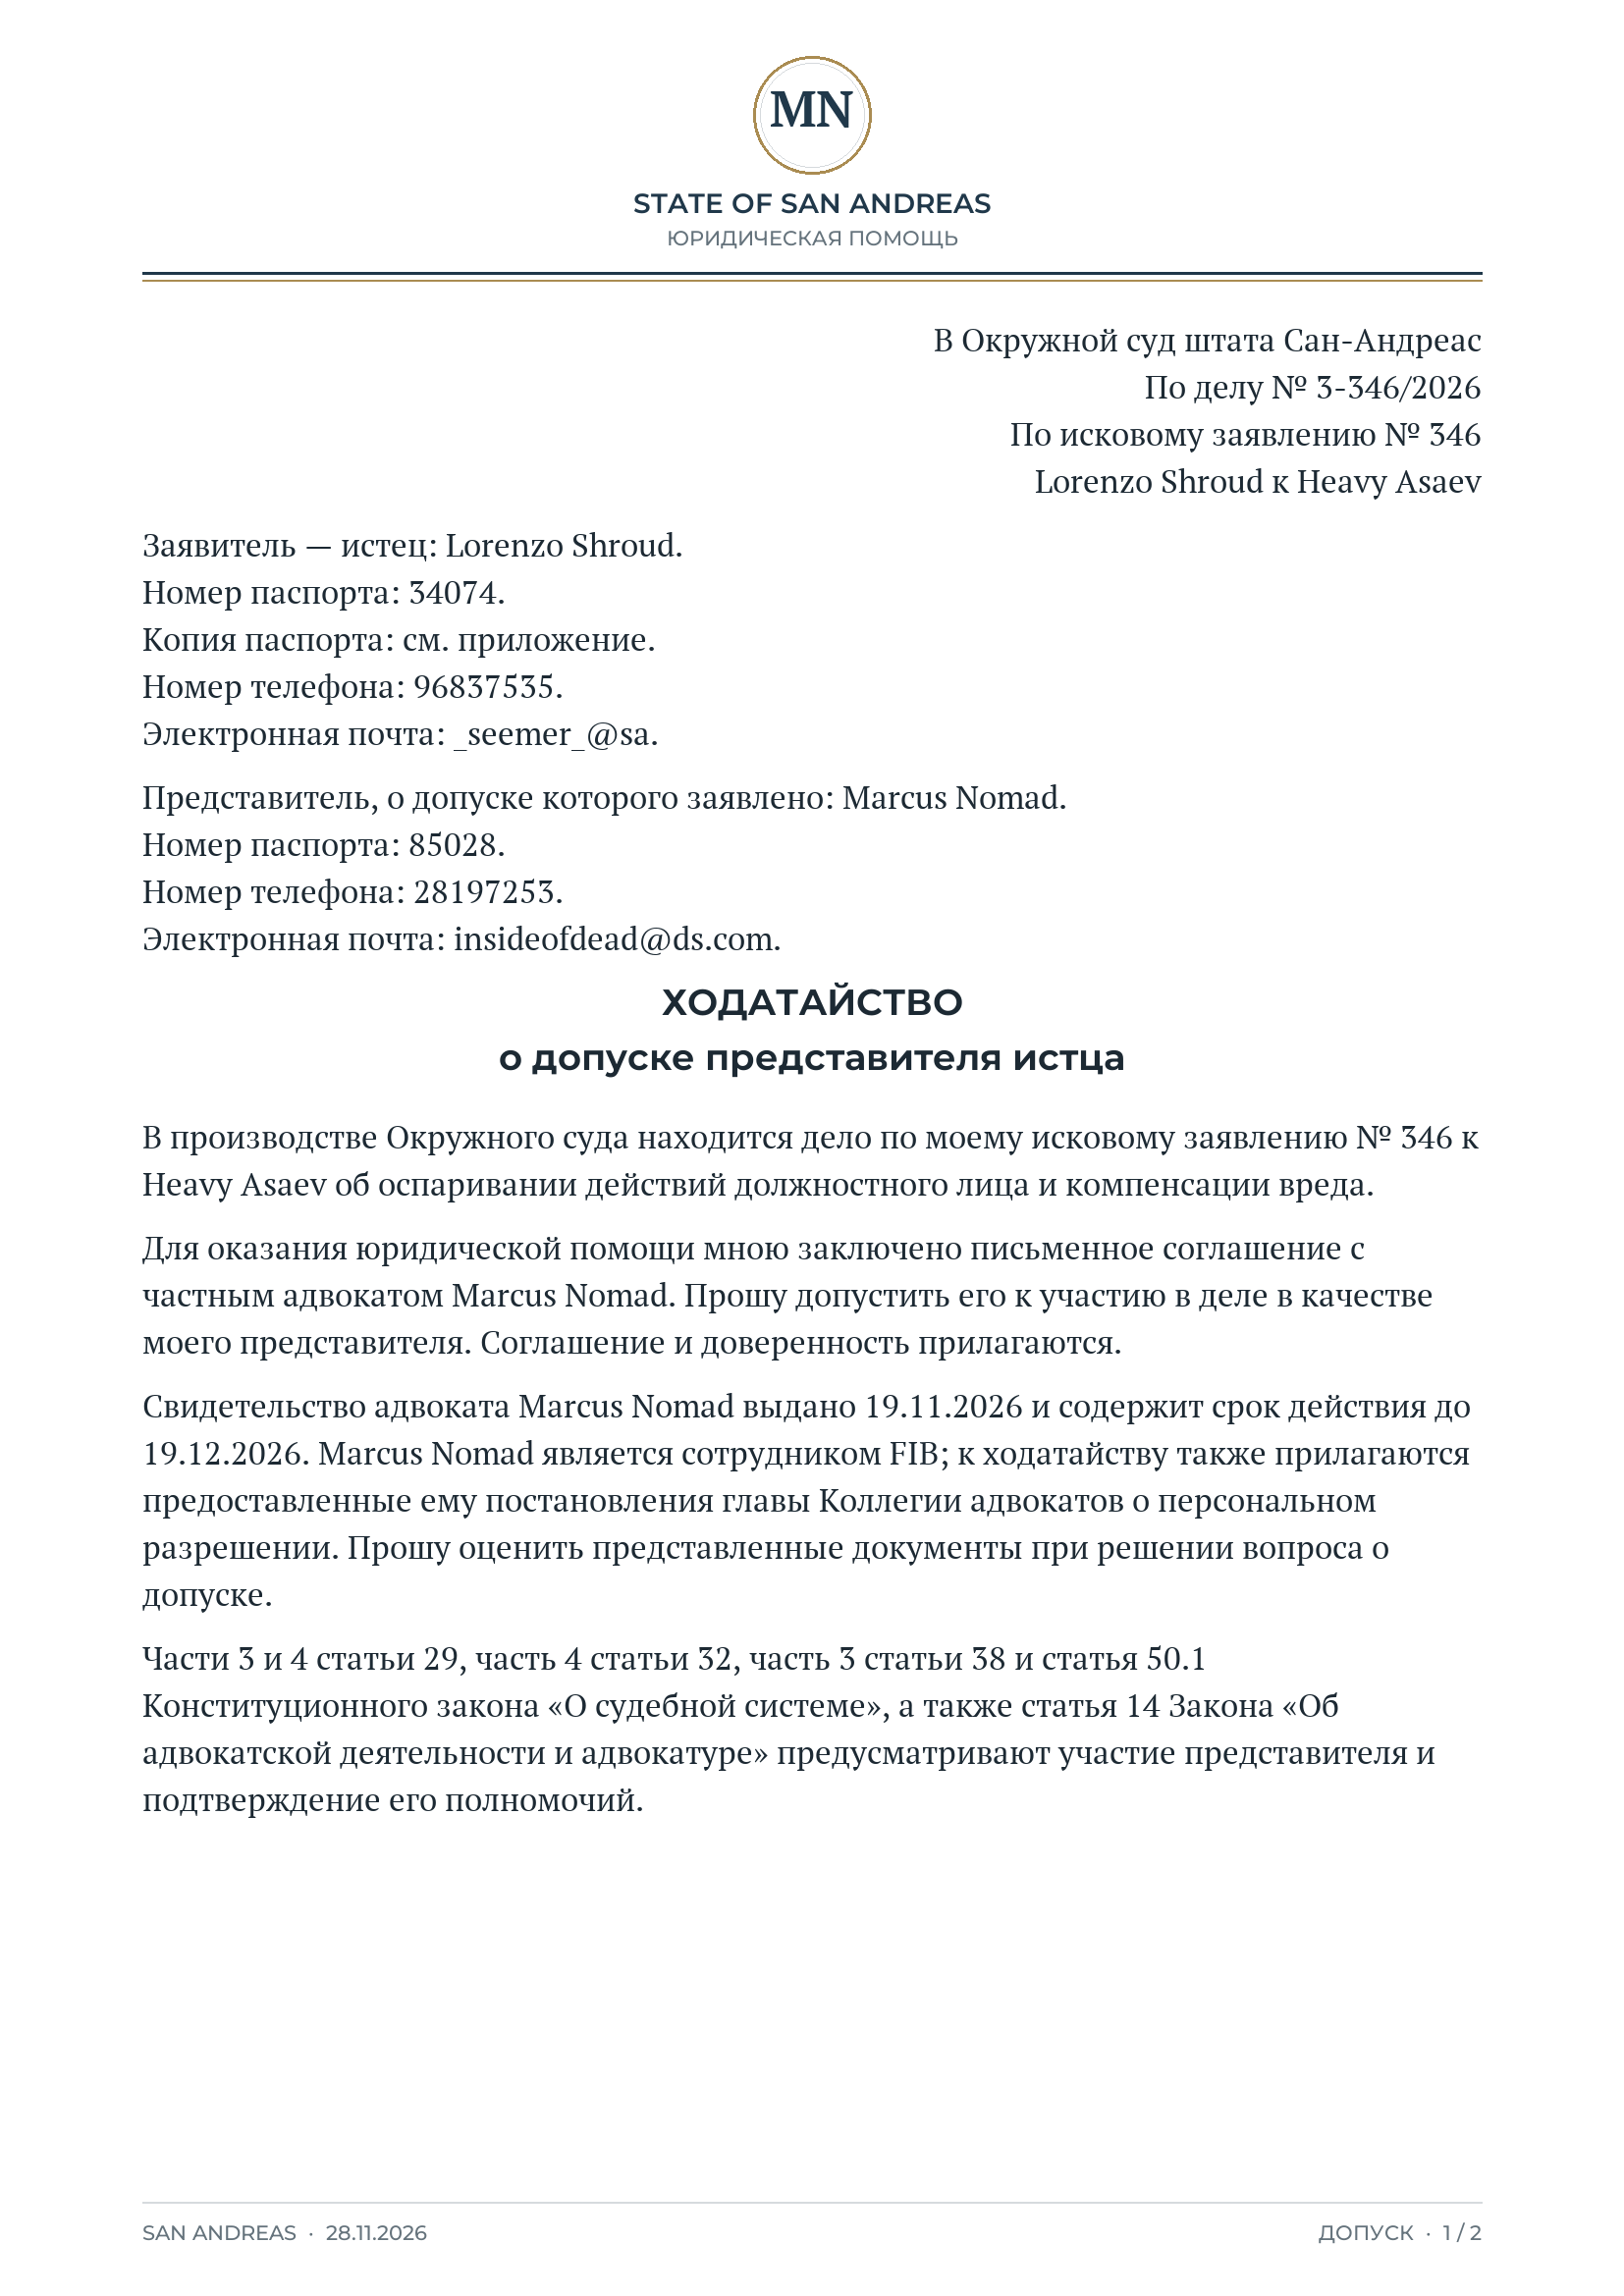 MN
STATE OF SAN ANDREAS
ЮРИДИЧЕСКАЯ ПОМОЩЬ
В Окружной суд штата Сан-Андреас
По делу № 3-346/2026
По исковому заявлению № 346
Lorenzo Shroud к Heavy Asaev
Заявитель — истец: Lorenzo Shroud.
Номер паспорта: 34074.
Копия паспорта: см. приложение.
Номер телефона: 96837535.
Электронная почта: _seemer_@sa.
Представитель, о допуске которого заявлено: Marcus Nomad.
Номер паспорта: 85028.
Номер телефона: 28197253.
Электронная почта: insideofdead@ds.com.
ХОДАТАЙСТВО
о допуске представителя истца
В производстве Окружного суда находится дело по моему исковому заявлению № 346 к
Heavy Asaev об оспаривании действий должностного лица и компенсации вреда.
Для оказания юридической помощи мною заключено письменное соглашение с
частным адвокатом Marcus Nomad. Прошу допустить его к участию в деле в качестве
моего представителя. Соглашение и доверенность прилагаются.
Свидетельство адвоката Marcus Nomad выдано 19.11.2026 и содержит срок действия до
19.12.2026. Marcus Nomad является сотрудником FIB; к ходатайству также прилагаются
предоставленные ему постановления главы Коллегии адвокатов о персональном
разрешении. Прошу оценить представленные документы при решении вопроса о
допуске.
Части 3 и 4 статьи 29, часть 4 статьи 32, часть 3 статьи 38 и статья 50.1
Конституционного закона «О судебной системе», а также статья 14 Закона «Об
адвокатской деятельности и адвокатуре» предусматривают участие представителя и
подтверждение его полномочий.
SAN ANDREAS · 28.11.2026
ДОПУСК · 1 / 2